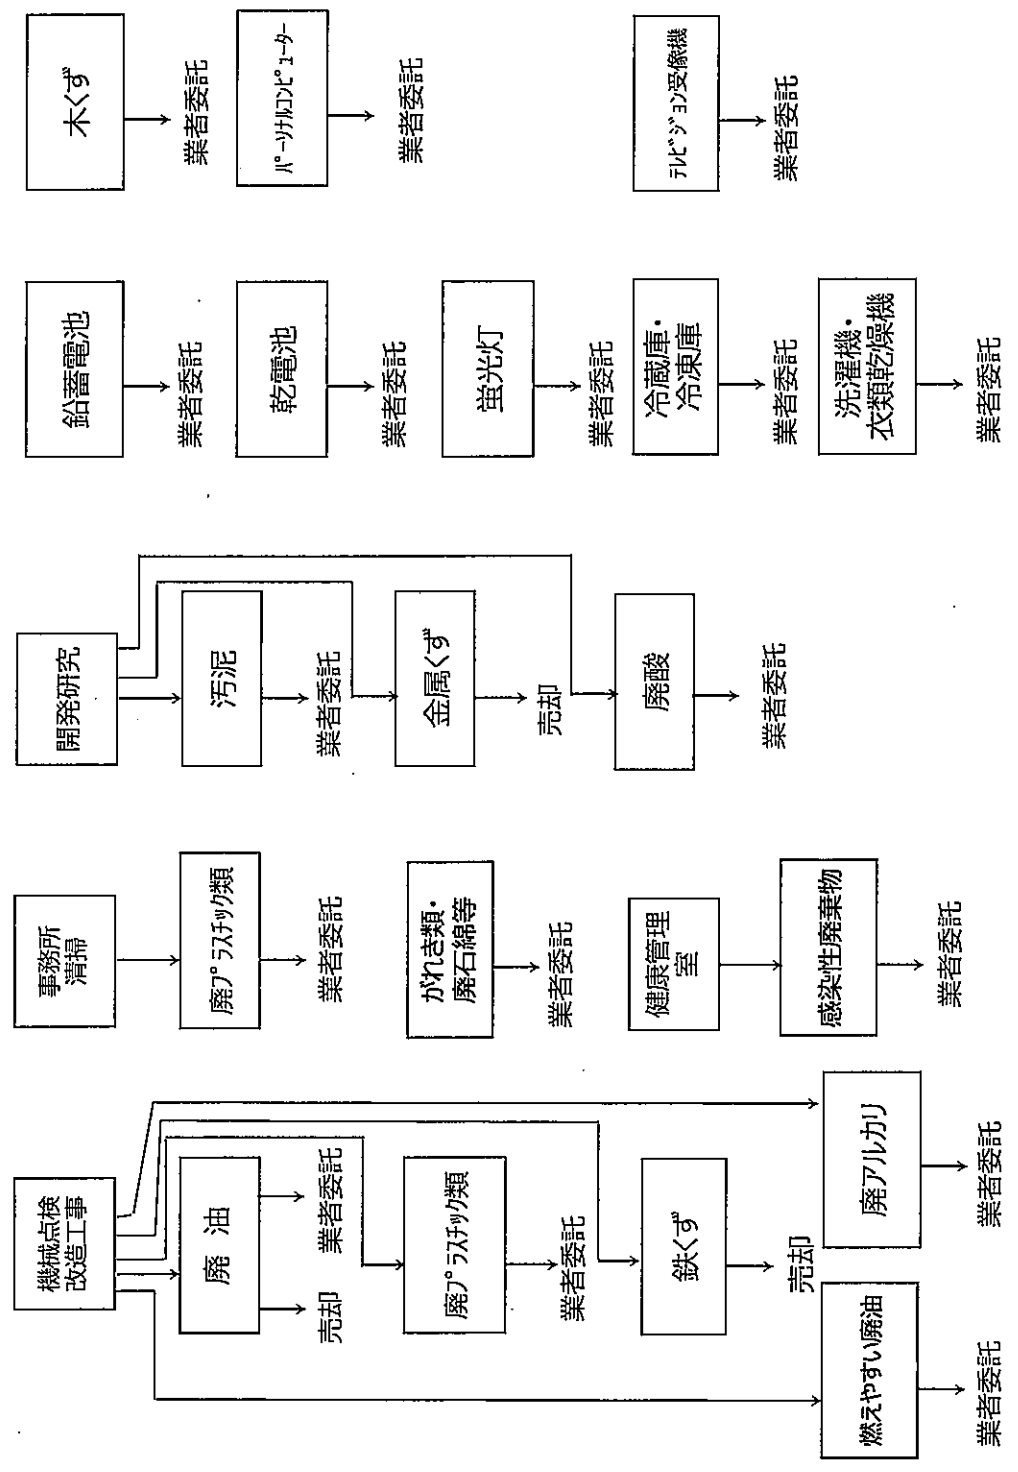 機械点検
改造工事
廃 油
売却
業者委託
廃ﾌﾟﾗｽﾁｯｸ類
業者委託
鉄くず
売却
燃えやすい廃油
業者委託
廃アルカリ
業者委託
事務所
清掃
廃ﾌﾟﾗｽﾁｯｸ類
業者委託
がれき類・
廃石綿等
業者委託
健康管理
室
感染性廃棄物
業者委託
開発研究
汚泥
業者委託
金属くず
売却
廃酸
業者委託
鉛蓄電池
業者委託
乾電池
業者委託
蛍光灯
業者委託
冷蔵庫・
冷凍庫
業者委託
洗濯機・
衣類乾燥機
業者委託
木くず
業者委託
ﾊﾟｰｿﾅﾙｺﾝﾋﾟｭｰﾀｰ
業者委託
ﾃﾚﾋﾞｼﾞｮﾝ受像機
業者委託